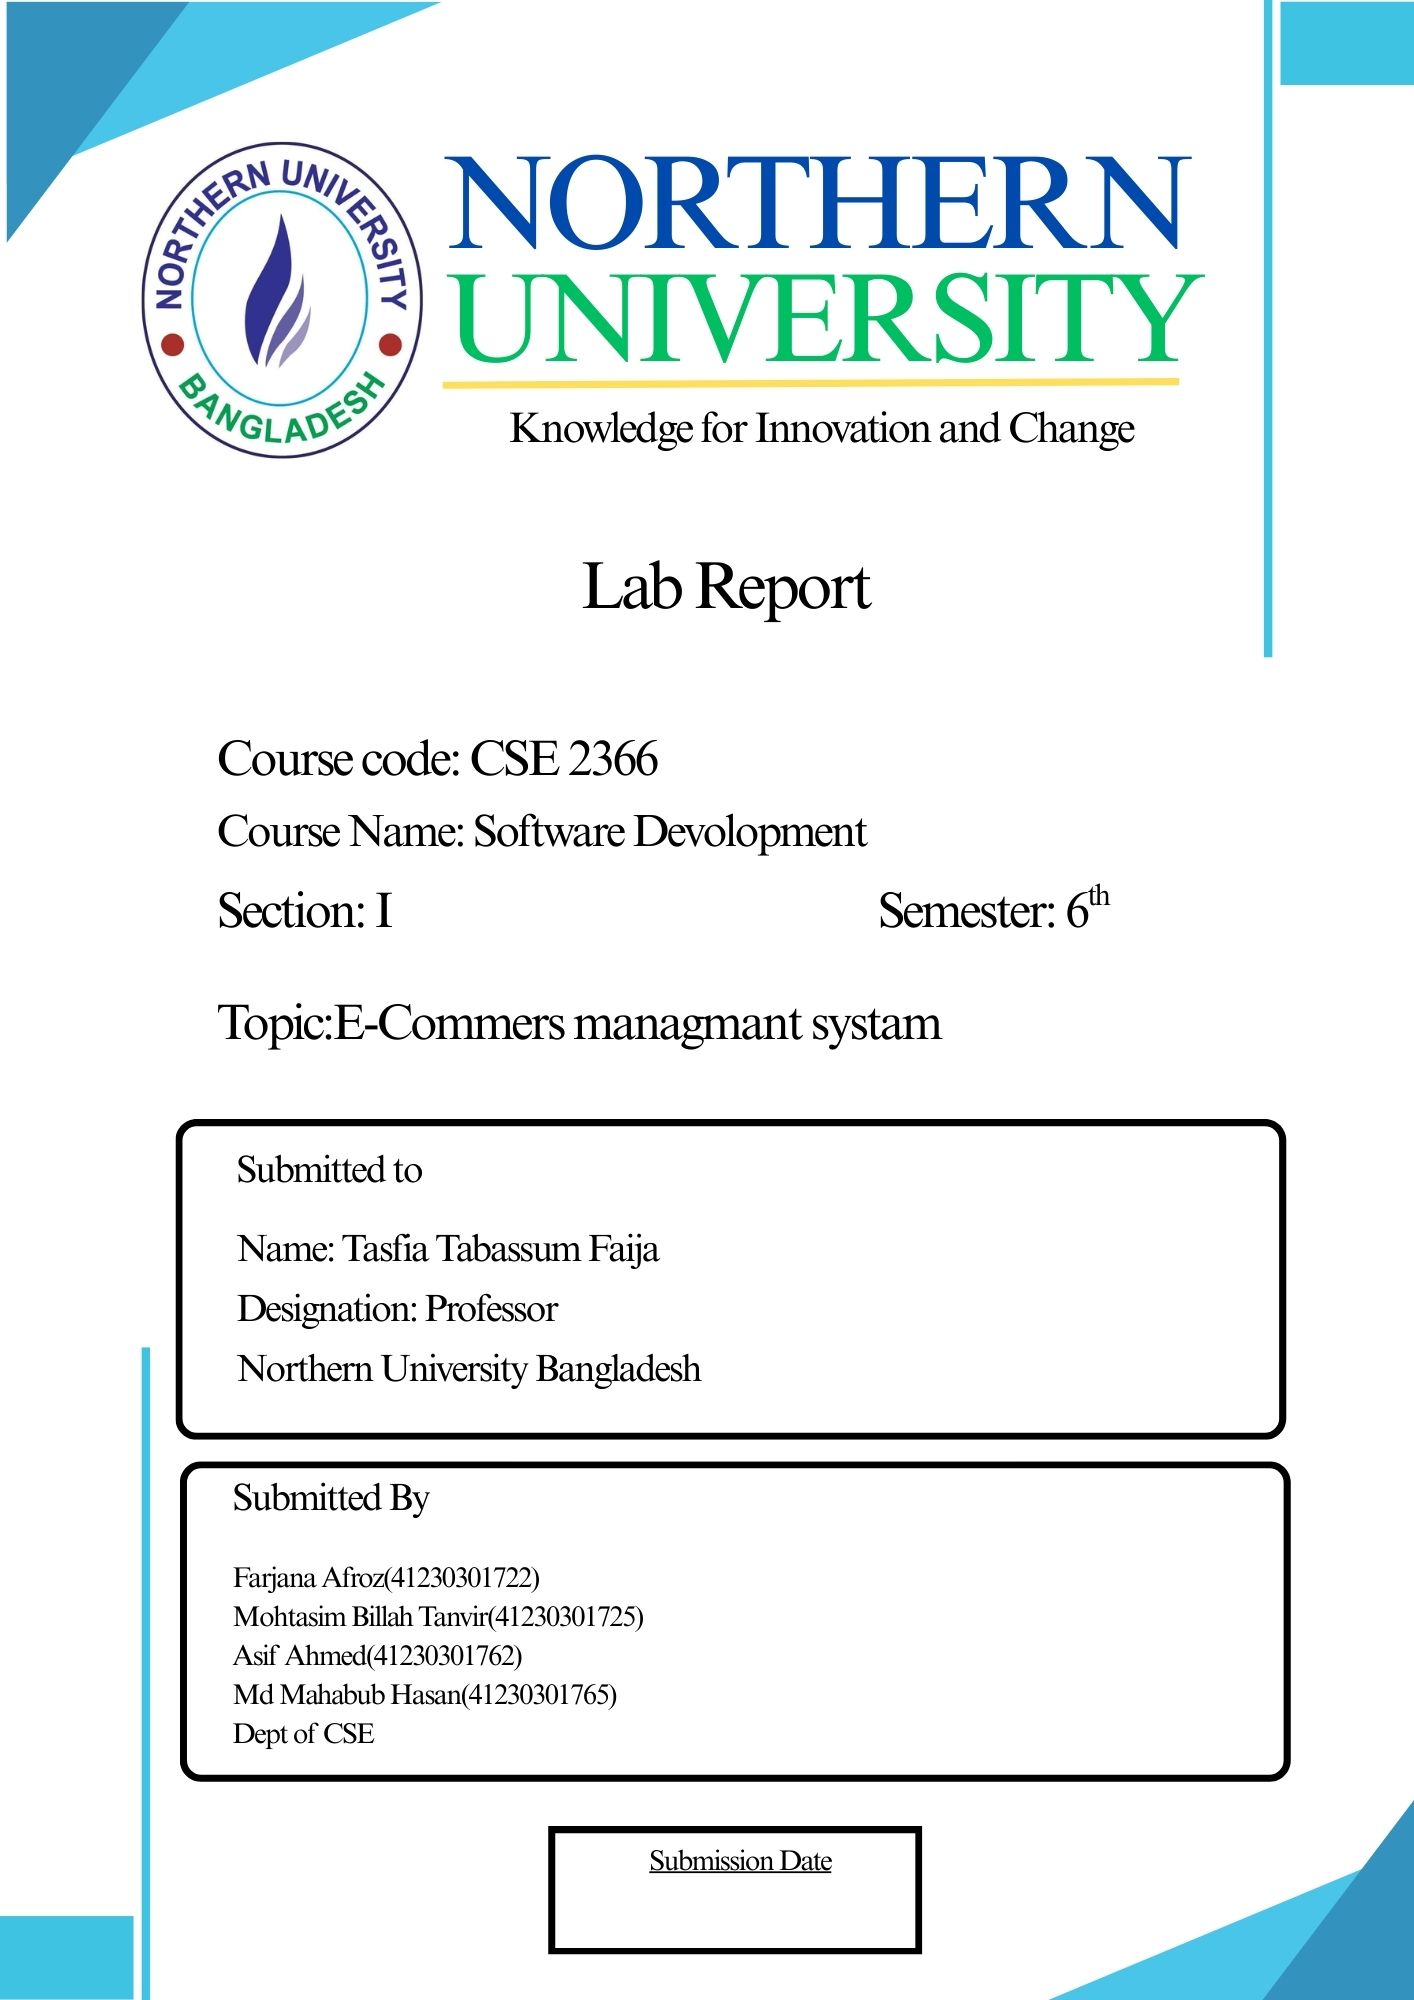 NORTHERN UNIVERSITY
BANGLADESH
NORTHERN
UNIVERSITY
Knowledge for Innovation and Change
Lab Report
Course code: CSE 2366
Course Name: Software Devolopment
Section: I Semester: 6th
Topic:E-Commers managmant systam
Submitted to
Name: Tasfia Tabassum Faija
Designation: Professor
Northern University Bangladesh
Submitted By
Farjana Afroz(41230301722)
Mohtasim Billah Tanvir(41230301725)
Asif Ahmed(41230301762)
Md Mahabub Hasan(41230301765)
Dept of CSE
Submission Date